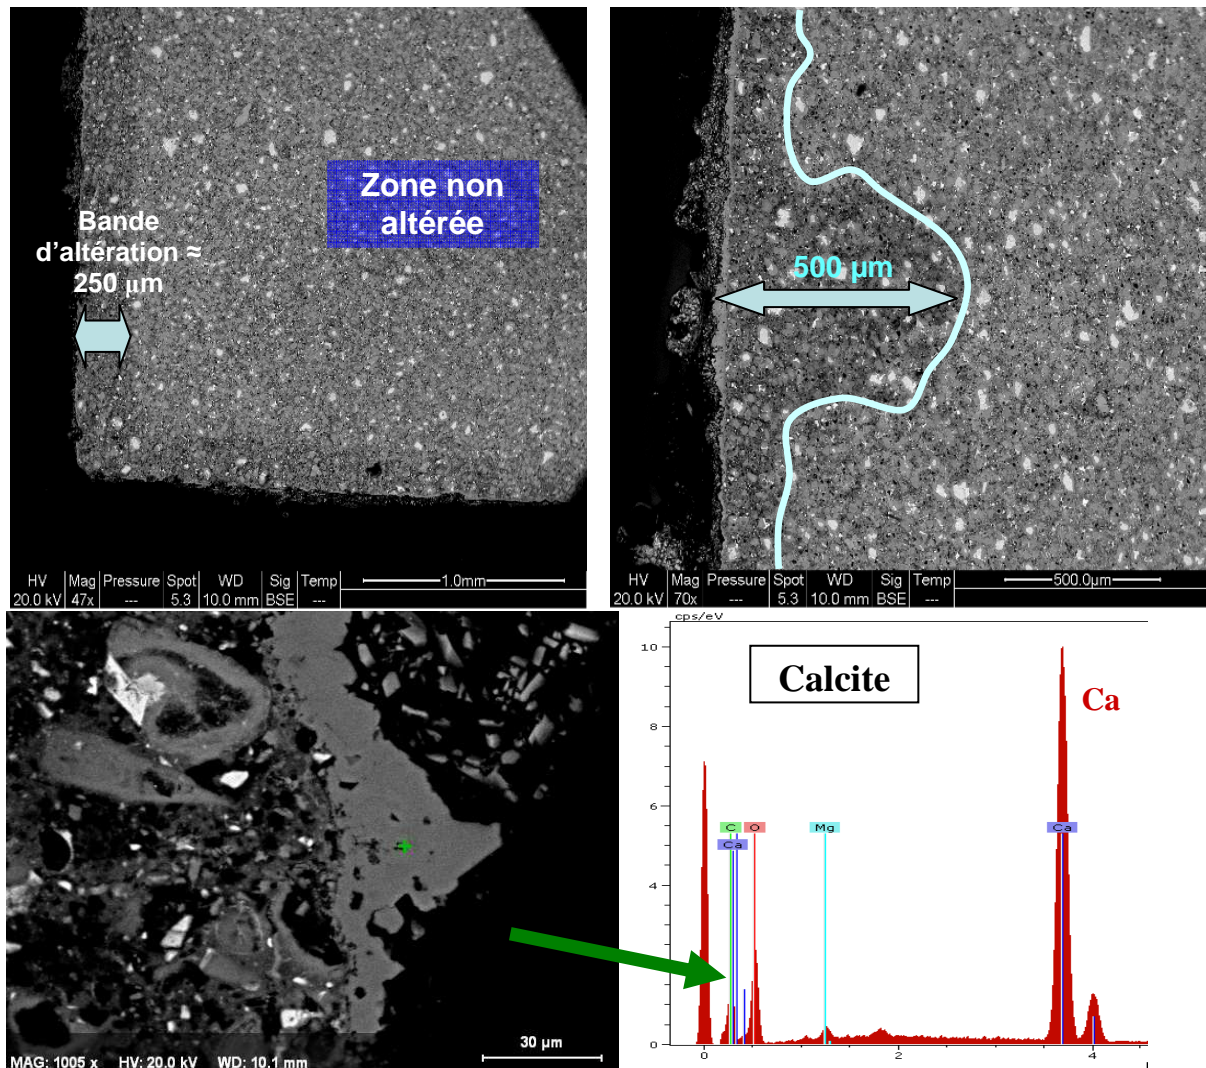 Zone non
altérée
Bande
d'altération ≈
250 µm
HV Mag Pressure Spot WD Sig Temp 1.0mm
20.0 kV 47x --- 5.3 10.0 mm BSE ---
500 µm
HV Mag Pressure Spot WD Sig Temp 500.0µm
20.0 kV 70x --- 5.3 10.0 mm BSE ---
30 µm
MAG: 1005 x HV: 20.0 kV WD: 10.1 mm
cps/eV
Calcite
Ca
10
8
6
4
2
0
C O Mg Ca
Ca
0 2 4